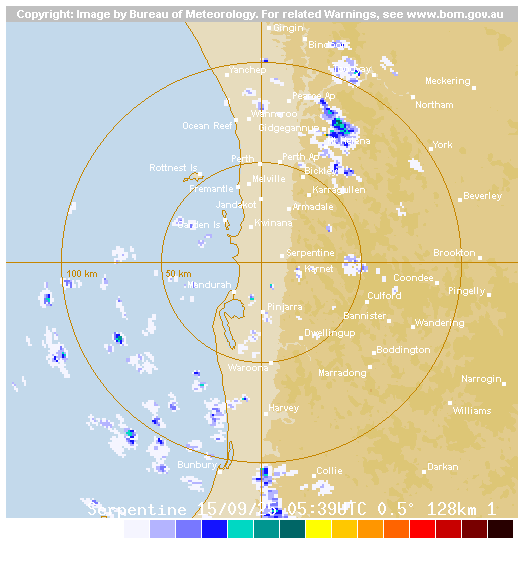 Copyright: Image by Bureau of Meteorology. For related Warnings, see www.bom.gov.au
Gingin
Bindoon
Yanchep
Meckering
Pearce Ap
Northam
Wanneroo
Ocean Reef
Gidgegannup
York
Perth
Perth Ap
Rottnest Is
Bickley
Melville
Fremantle
Karragullen
Beverley
Jandakot
Armadale
Garden Is
Kwinana
Serpentine
Brookton
100 km
50 km
Karnet
Coondee
Mandurah
Pingelly
Culford
Pinjarra
Bannister
Wandering
Dwellingup
Boddington
Waroona
Marradong
Narrogin
Harvey
Williams
Bunbury
Collie
Darkan
Serpentine 15/09/25 05:39UTC 0.5° 128km 1